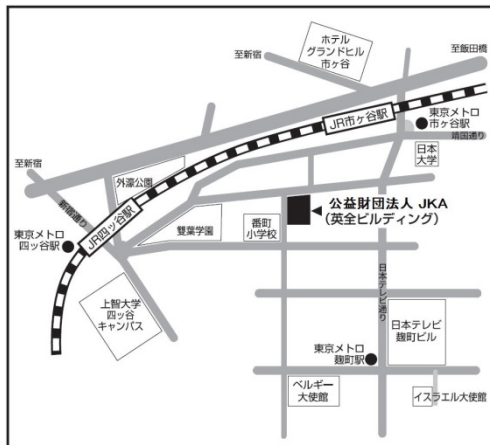 ホテル
グランドヒル
市ヶ谷
至新宿
至飯田橋
JR市ヶ谷駅
東京メトロ
市ヶ谷駅
靖国通り
日本
大学
至新宿
外濠公園
新宿通り
JR四ッ谷駅
東京メトロ
四ッ谷駅
雙葉学園
番町
小学校
公益財団法人 JKA
(英全ビルディング)
上智大学
四ッ谷
キャンパス
日本テレビ通り
日本テレビ
麹町ビル
東京メトロ
麹町駅
ベルギー
大使館
イスラエル大使館